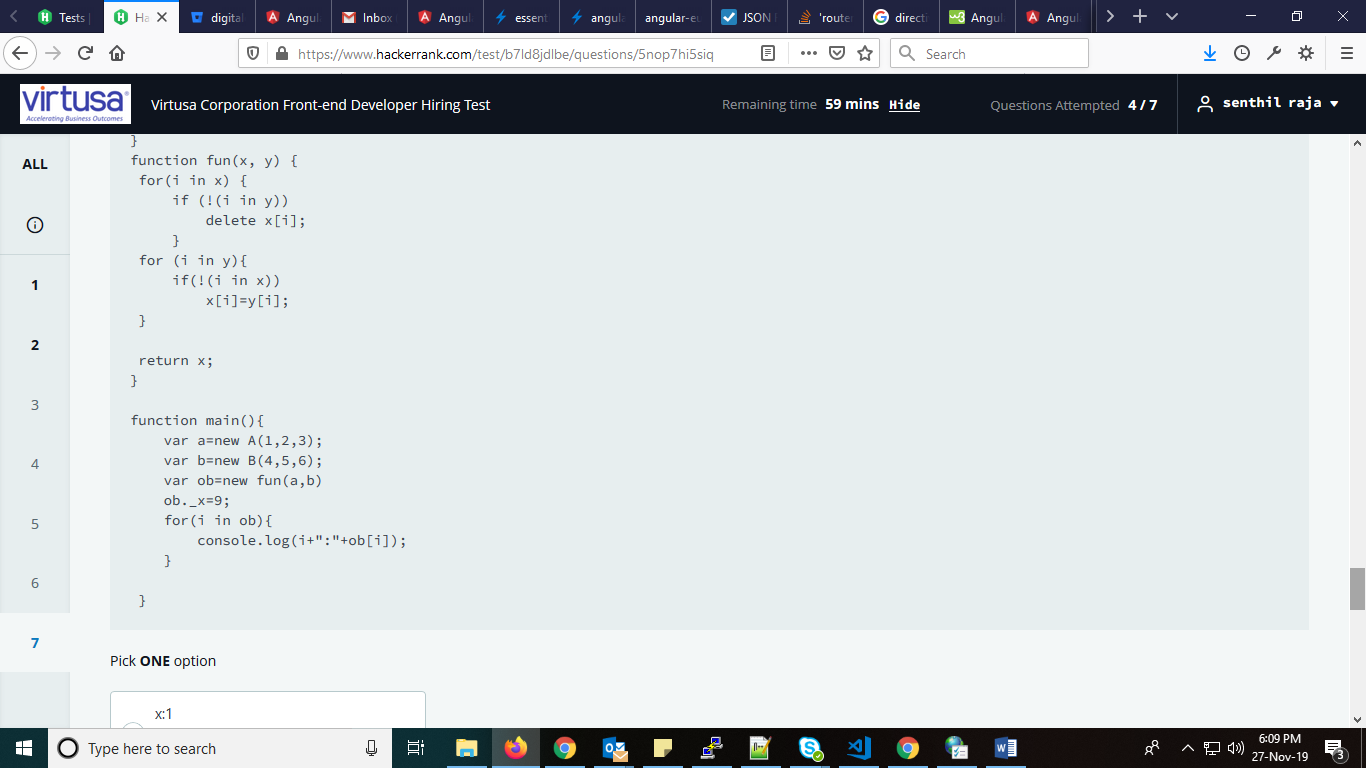 Tests
Ha
digita
Angul
Inbox
Angul
essent
angula
angular-eu
JSON
'route
directi
Angul
Angul
https://www.hackerrank.com/test/b7ld8jdlbe/questions/5nop7hi5siq
Search
virtusa
Accelerating Business Outcomes
Virtusa Corporation Front-end Developer Hiring Test
Remaining time 59 mins Hide
Questions Attempted 4 / 7
senthil raja
ALL
1
2
3
4
5
6
7
}
function fun(x, y) {
for(i in x) {
if (!(i in y))
delete x[i];
}
for (i in y){
if(!(i in x))
x[i]=y[i];
}
return x;
}
function main(){
var a=new A(1,2,3);
var b=new B(4,5,6);
var ob=new fun(a,b)
ob._x=9;
for(i in ob){
console.log(i+":"+ob[i]);
}
}
Pick ONE option
x:1
Type here to search
6:09 PM
27-Nov-19
3